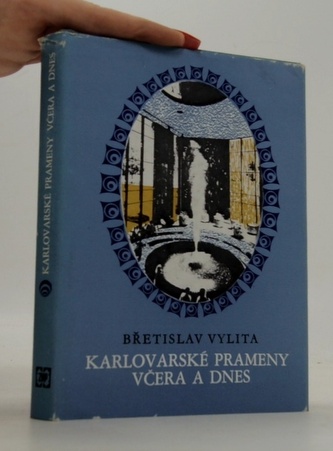 KARLOVARSKÉ PRAMENY VČERA A DNES
BŘETISLAV VYLITA
KARLOVARSKÉ PRAMENY
VČERA A DNES